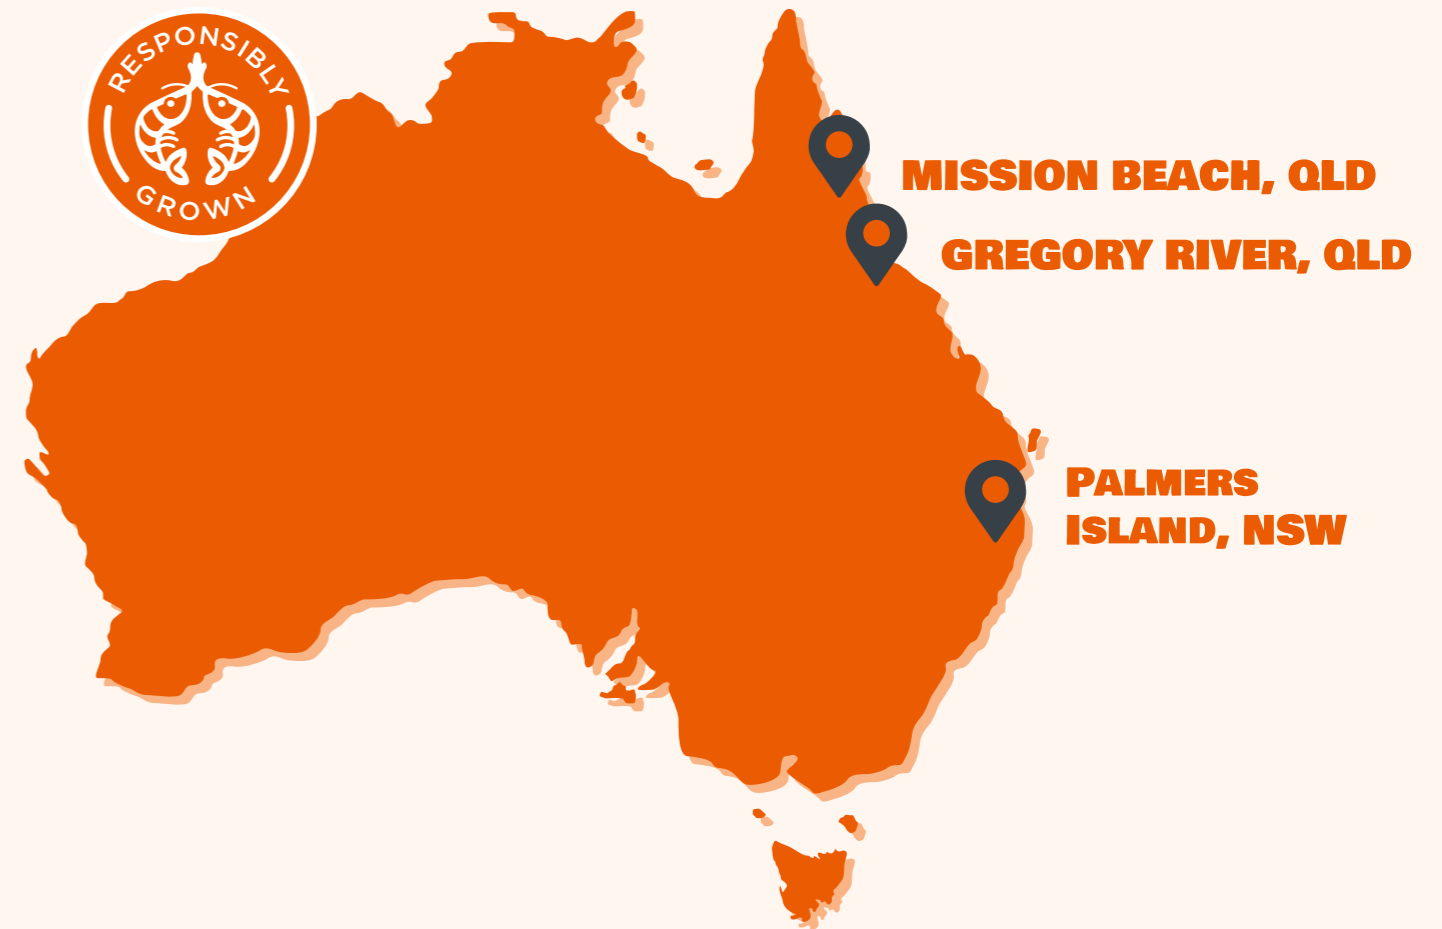 RESPONSIBLY
GROWN
MISSION BEACH, QLD
GREGORY RIVER, QLD
PALMERS
ISLAND, NSW